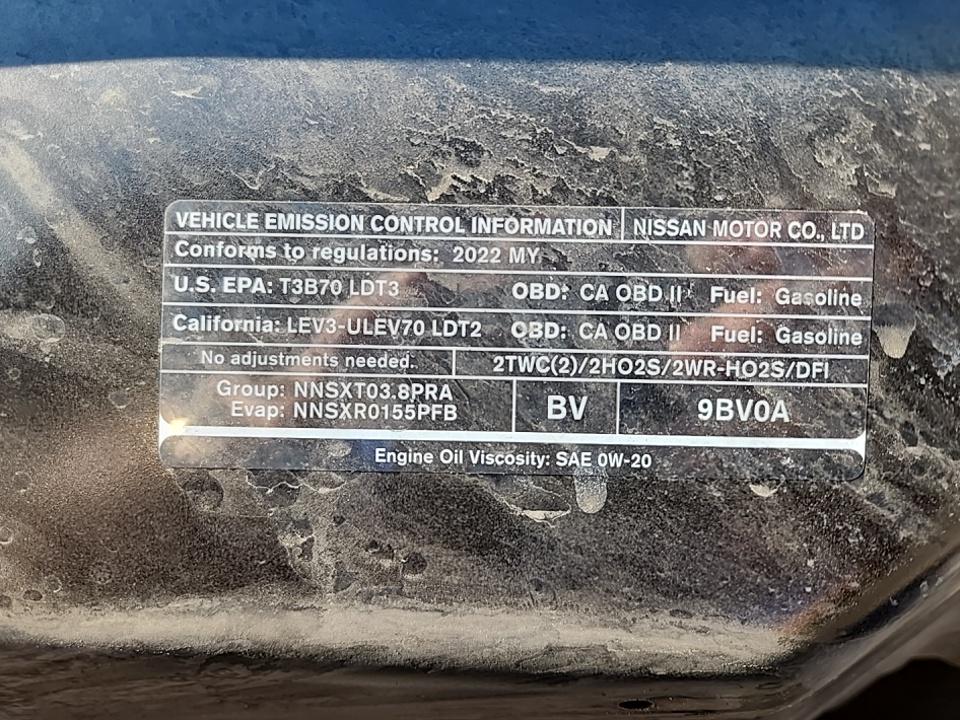 VEHICLE EMISSION CONTROL INFORMATION NISSAN MOTOR CO., LTD
Conforms to regulations: 2022 MY
U.S. EPA: T3B70 LDT3 OBD: CA OBD II Fuel: Gasoline
California: LEV3-ULEV70 LDT2 OBD: CA OBD II Fuel: Gasoline
No adjustments needed. 2TWC(2)/2HO2S/2WR-HO2S/DFI
Group: NNSXT03.8PRA
Evap: NNSXR0155PFB
BV 9BV0A
Engine Oil Viscosity: SAE 0W-20